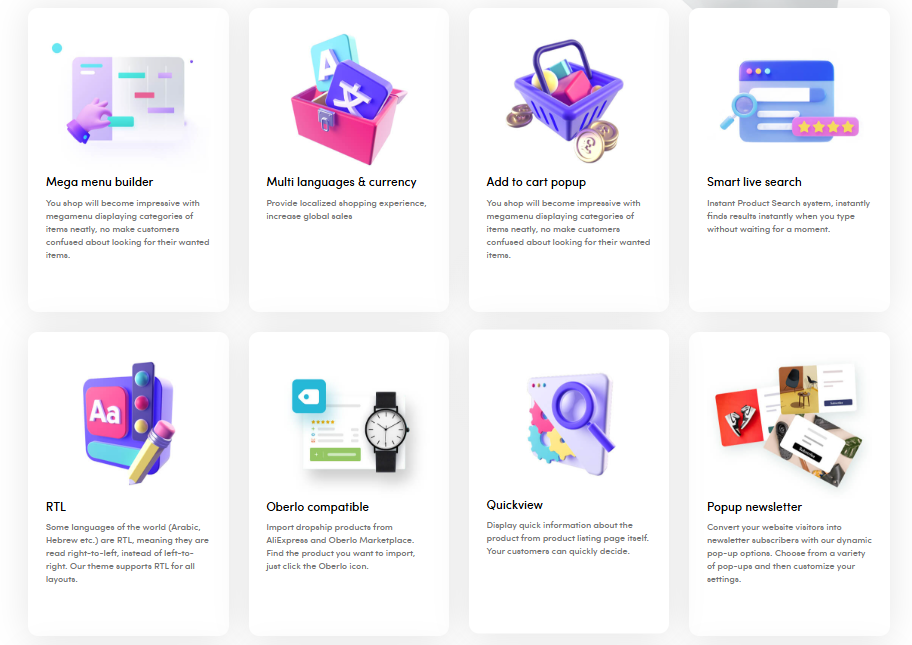 Mega menu builder
You shop will become impressive with
megamenu displaying categories of
items neatly, no make customers
confused about looking for their wanted
items.
A
Multi languages & currency
Provide localized shopping experience,
increase global sales
Add to cart popup
You shop will become impressive with
megamenu displaying categories of
items neatly, no make customers
confused about looking for their wanted
items.
Smart live search
Instant Product Search system, instantly
finds results instantly when you type
without waiting for a moment.
Aa
RTL
Some languages of the world (Arabic,
Hebrew etc.) are RTL, meaning they are
read right-to-left, instead of left-to-
right. Our theme supports RTL for all
layouts.
Oberlo compatible
Import dropship products from
AliExpress and Oberlo Marketplace.
Find the product you want to import,
just click the Oberlo icon.
Quickview
Display quick information about the
product from product listing page itself.
Your customers can quickly decide.
Popup newsletter
Convert your website visitors into
newsletter subscribers with our dynamic
pop-up options. Choose from a variety
of pop-ups and then customize your
settings.